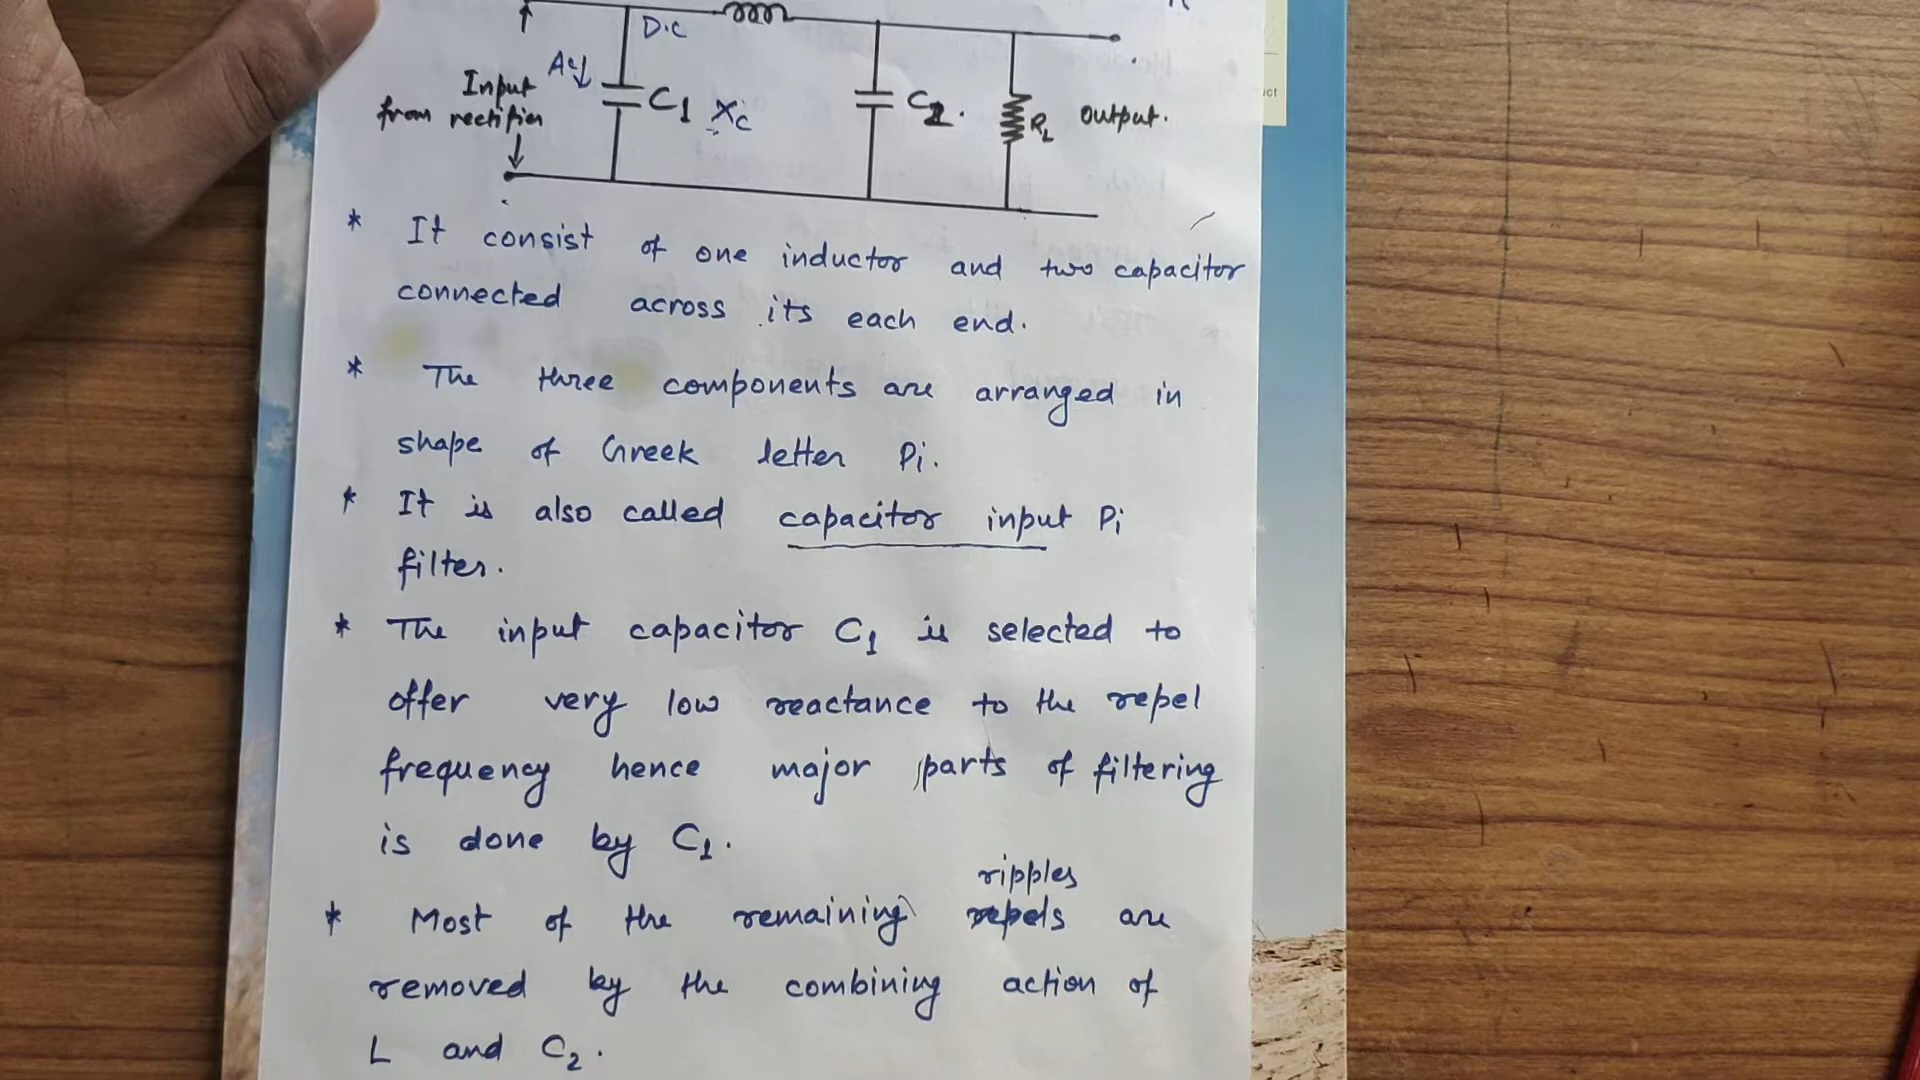 D.C
AC
Input
from rectifier
C1 Xc
C2.
RL
output.
* It consist of one inductor and two capacitor
connected across its each end.
* The three components are arranged in
shape of Greek letter Pi.
* It is also called capacitor input Pi
filter.
* The input capacitor C1 is selected to
offer very low reactance to the repel
frequency hence major parts of filtering
is done by C1.
ripples
* Most of the remaining repels are
removed by the combining action of
L and C2.